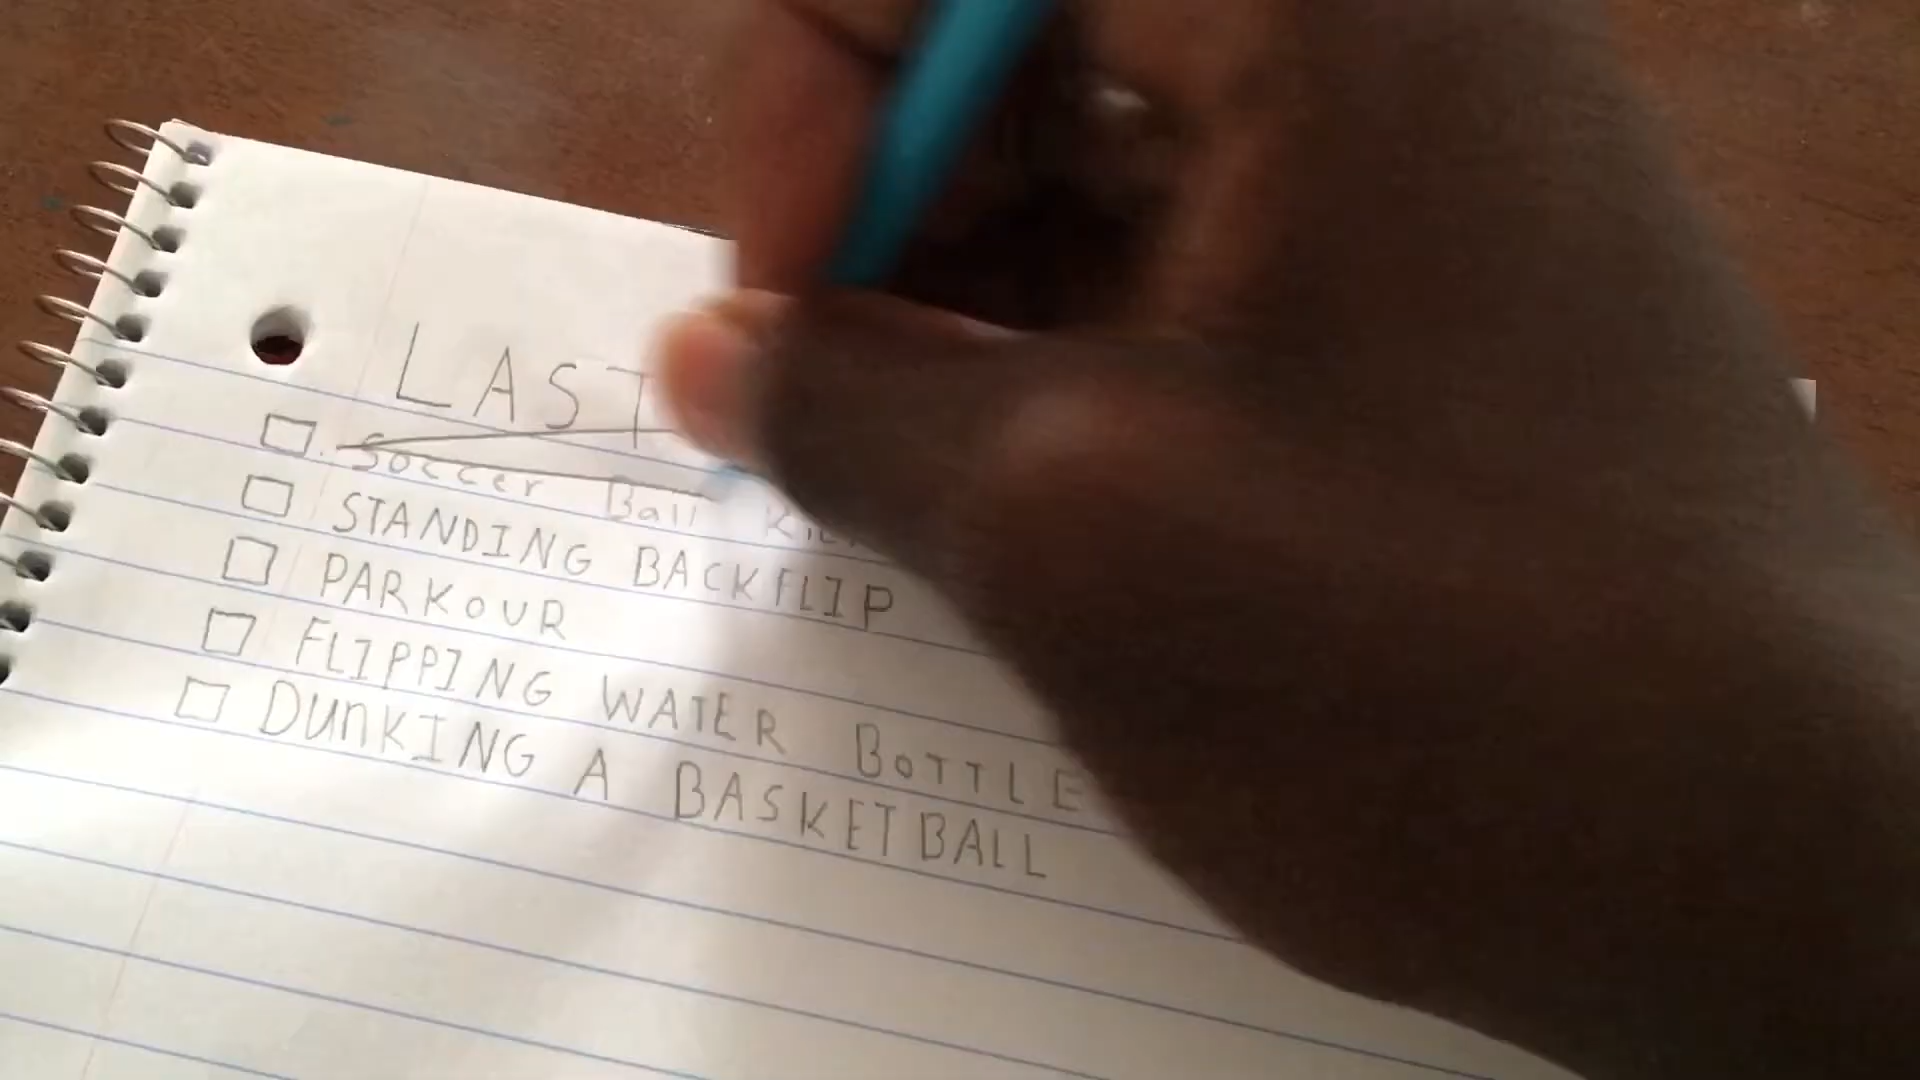 LAST
Soccer Ball
STANDING BACKFLIP
PARKOUR
FLIPPING WATER BOTTLE
DUnKING A BASKETBALL